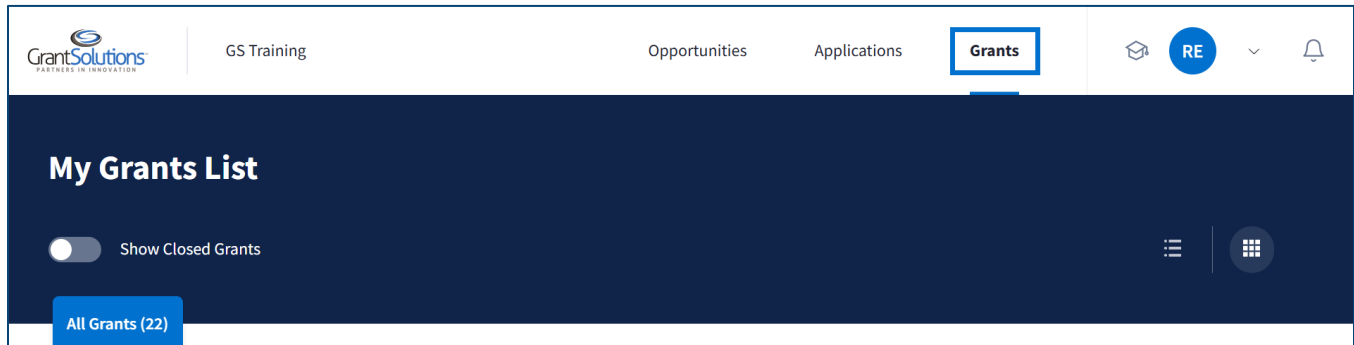 GrantSolutions
PARTNERS IN INNOVATION
GS Training
Opportunities
Applications
Grants
RE
My Grants List
Show Closed Grants
All Grants (22)